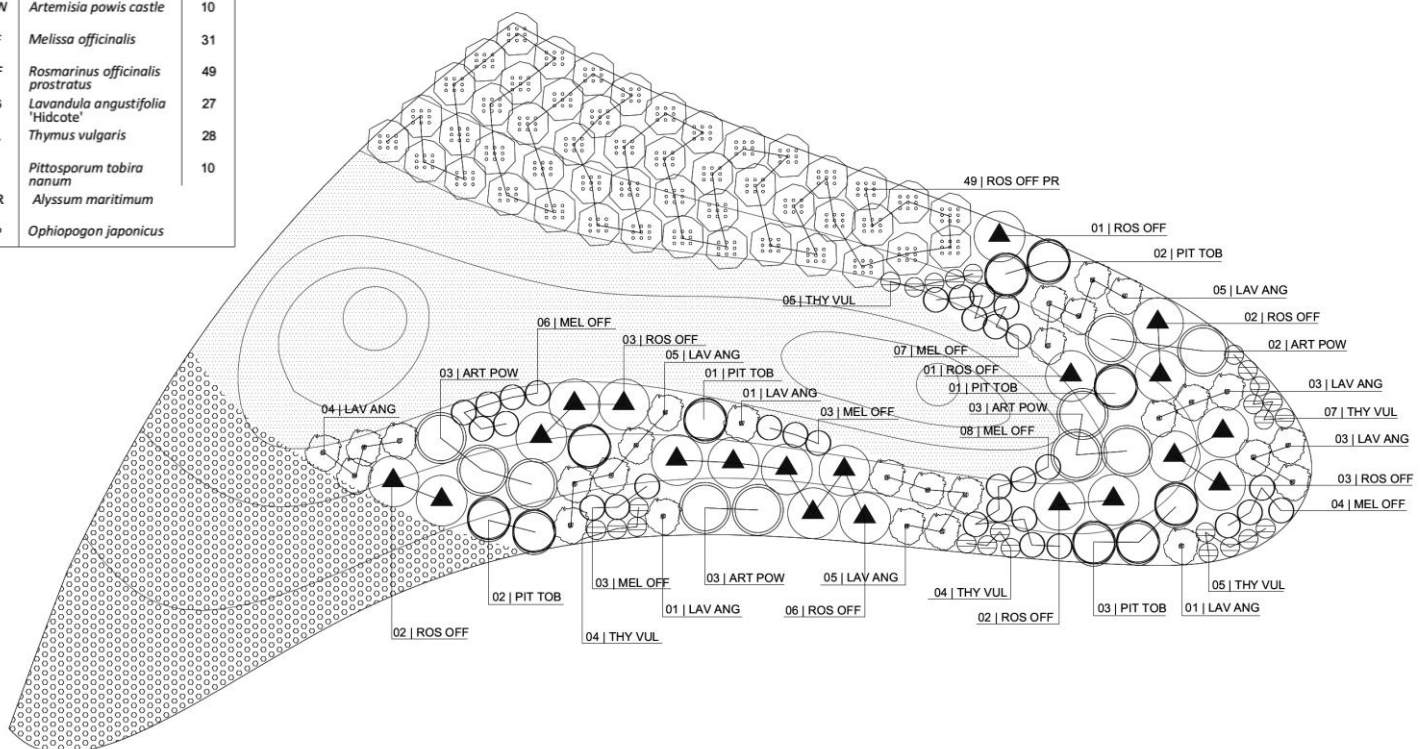 W Artemisia powis castle 10
Melissa officinalis 31
Rosmarinus officinalis 49
prostratus
Lavandula angustifolia 27
'Hidcote'
Thymus vulgaris 28
Pittosporum tobira 10
nanum
R Alyssum maritimum
Ophiopogon japonicus
49 | ROS OFF PR
01 | ROS OFF
02 | PIT TOB
05 | LAV ANG
05 | THY VUL
02 | ROS OFF
06 | MEL OFF
03 | ROS OFF
02 | ART POW
07 | MEL OFF
05 | LAV ANG
03 | ART POW
01 | PIT TOB
01 | ROS OFF
01 | PIT TOB
03 | LAV ANG
01 | LAV ANG
04 | LAV ANG
03 | ART POW
03 | MEL OFF
07 | THY VUL
08 | MEL OFF
03 | LAV ANG
03 | ROS OFF
04 | MEL OFF
03 | MEL OFF
03 | ART POW
05 | LAV ANG
05 | THY VUL
02 | PIT TOB
04 | THY VUL
01 | LAV ANG
06 | ROS OFF
03 | PIT TOB
01 | LAV ANG
02 | ROS OFF
02 | ROS OFF
04 | THY VUL